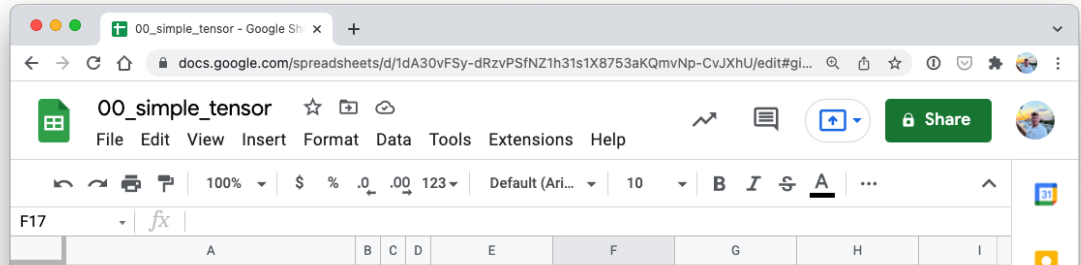 00_simple_tensor - Google Sh
docs.google.com/spreadsheets/d/1dA30vFSy-dRzvPSfNZ1h31s1X8753aKQmvNp-CvJXhU/edit#gi...
00_simple_tensor
File Edit View Insert Format Data Tools Extensions Help
Share
100% $ % .0 .00 123 Default (Ari... 10 B I S A ...
31
F17 fx
A B C D E F G H I